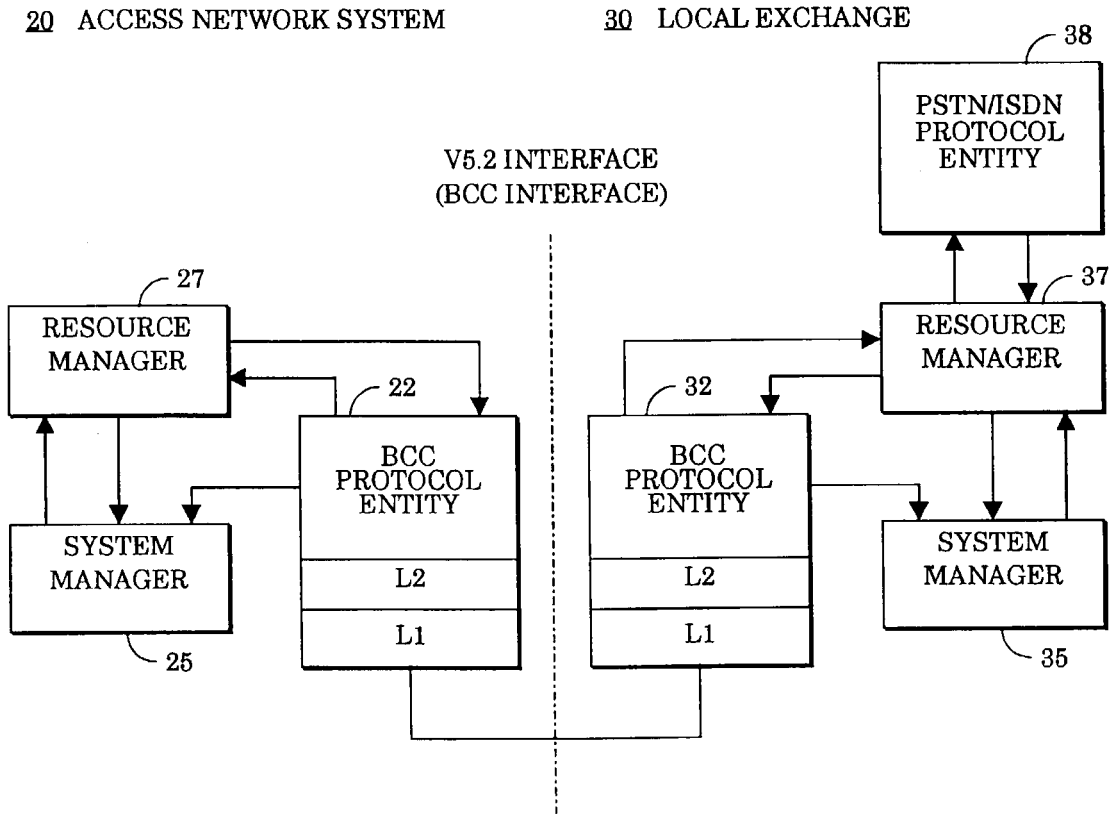 20 ACCESS NETWORK SYSTEM
30 LOCAL EXCHANGE
38
PSTN/ISDN
PROTOCOL
ENTITY
V5.2 INTERFACE
(BCC INTERFACE)
27
RESOURCE
MANAGER
37
RESOURCE
MANAGER
22
BCC
PROTOCOL
ENTITY
L2
L1
32
BCC
PROTOCOL
ENTITY
L2
L1
SYSTEM
MANAGER
25
SYSTEM
MANAGER
35